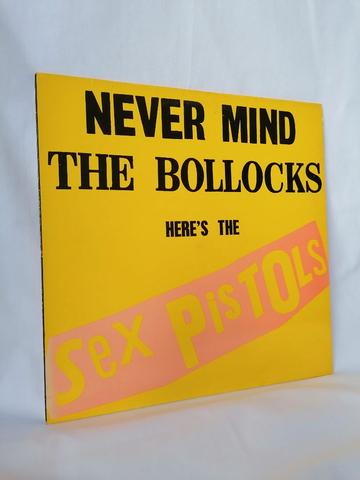 NEVER MIND
THE BOLLOCKS
HERE'S THE
Sex PiSTOLS